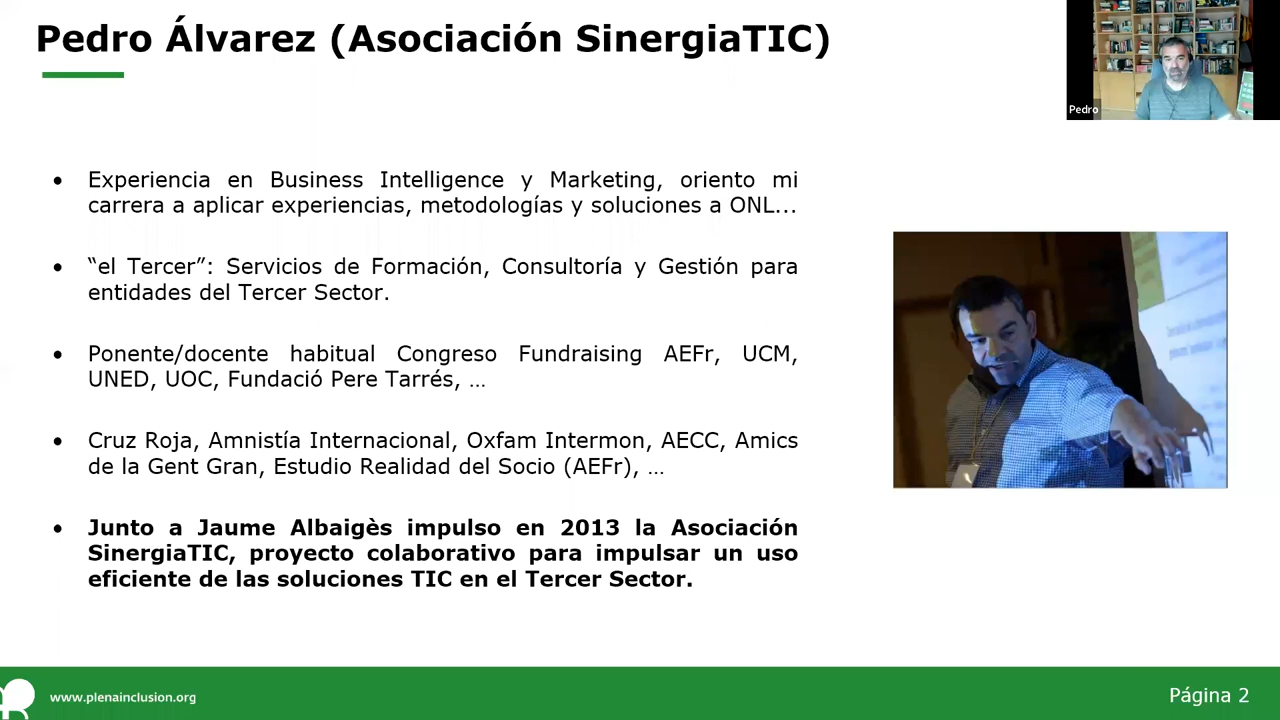 Pedro Álvarez (Asociación SinergiaTIC)
Pedro
• Experiencia en Business Intelligence y Marketing, oriento mi
carrera a aplicar experiencias, metodologías y soluciones a ONL...
• “el Tercer”: Servicios de Formación, Consultoría y Gestión para
entidades del Tercer Sector.
• Ponente/docente habitual Congreso Fundraising AEFr, UCM,
UNED, UOC, Fundació Pere Tarrés, …
• Cruz Roja, Amnistía Internacional, Oxfam Intermon, AECC, Amics
de la Gent Gran, Estudio Realidad del Socio (AEFr), …
• Junto a Jaume Albaigès impulso en 2013 la Asociación
SinergiaTIC, proyecto colaborativo para impulsar un uso
eficiente de las soluciones TIC en el Tercer Sector.
www.plenainclusion.org
Página 2